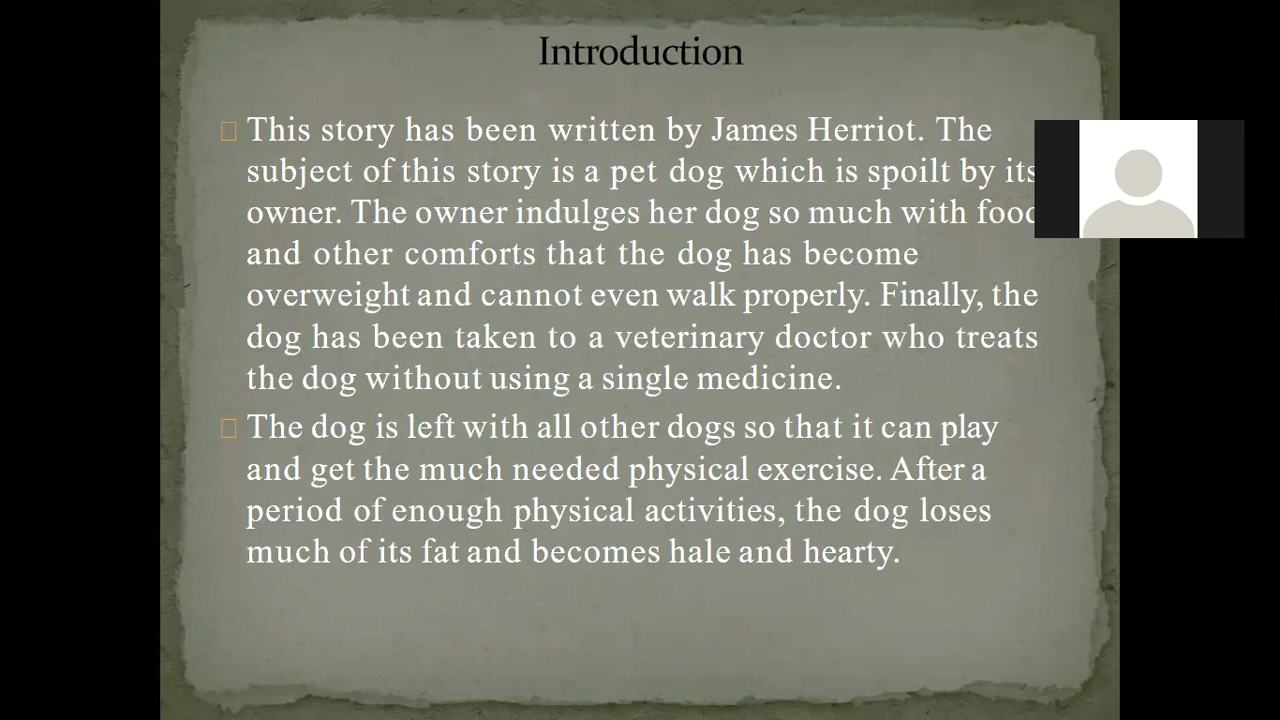 Introduction
This story has been written by James Herriot. The
subject of this story is a pet dog which is spoilt by its
owner. The owner indulges her dog so much with food
and other comforts that the dog has become
overweight and cannot even walk properly. Finally, the
dog has been taken to a veterinary doctor who treats
the dog without using a single medicine.
The dog is left with all other dogs so that it can play
and get the much needed physical exercise. After a
period of enough physical activities, the dog loses
much of its fat and becomes hale and hearty.